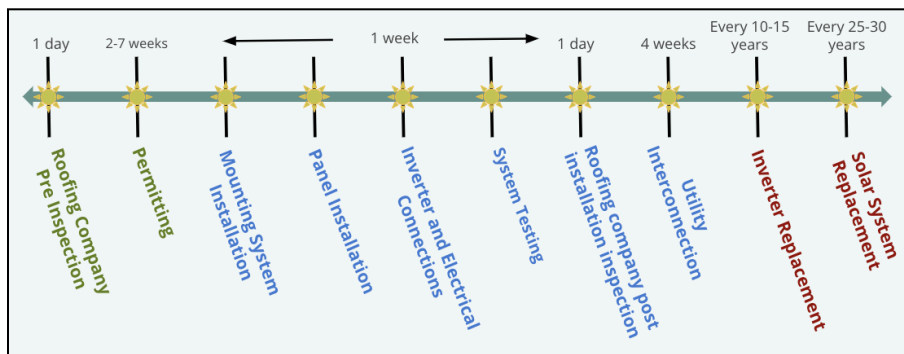 1 day
2-7 weeks
1 week
1 day
4 weeks
Every 10-15
years
Every 25-30
years
Roofing Company
Pre Inspection
Permitting
Mounting System
Installation
Panel Installation
Inverter and Electrical
Connections
System Testing
Roofing company post
installation inspection
Utility
Interconnection
Inverter Replacement
Solar System
Replacement